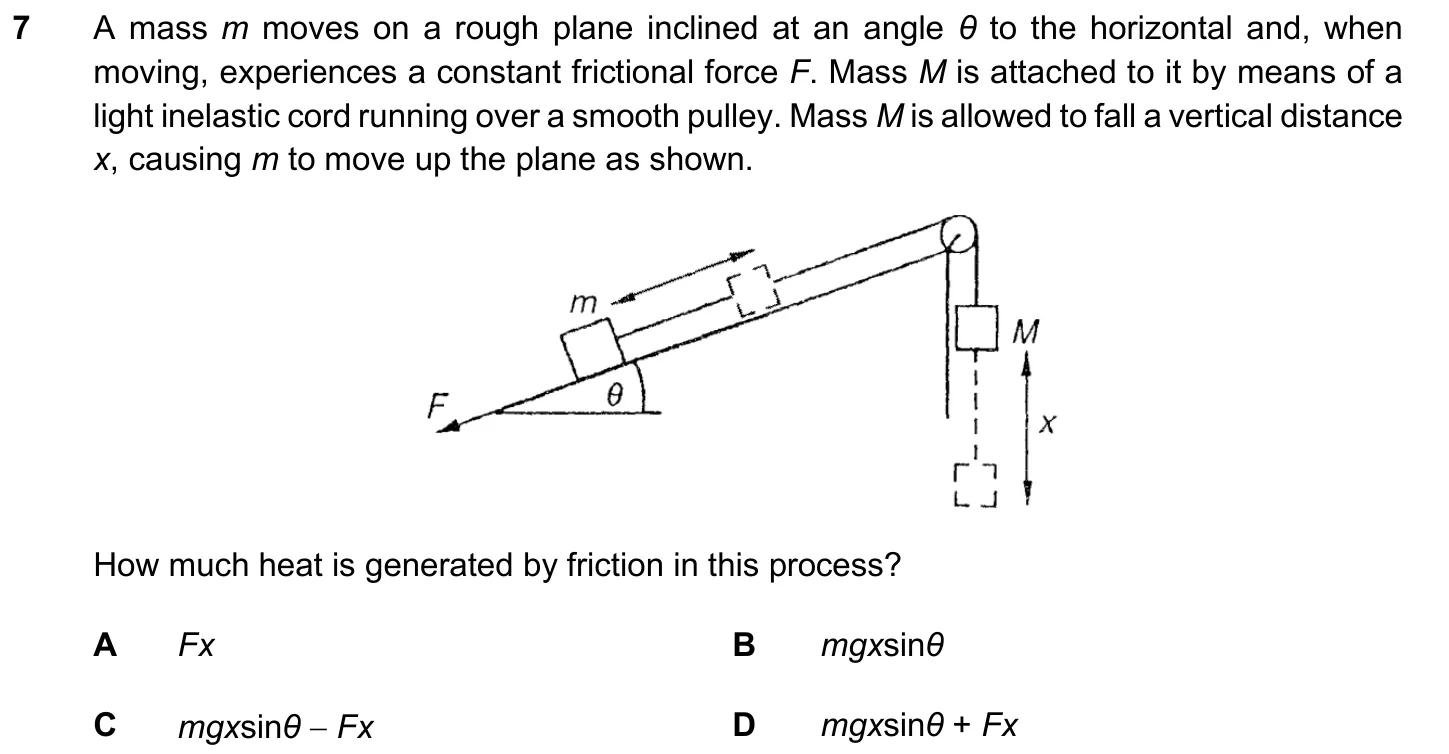 7 A mass m moves on a rough plane inclined at an angle θ to the horizontal and, when
moving, experiences a constant frictional force F. Mass M is attached to it by means of a
light inelastic cord running over a smooth pulley. Mass M is allowed to fall a vertical distance
x, causing m to move up the plane as shown.
m
M
F
θ
x
How much heat is generated by friction in this process?
A Fx
B mgxsinθ
C mgxsinθ – Fx
D mgxsinθ + Fx